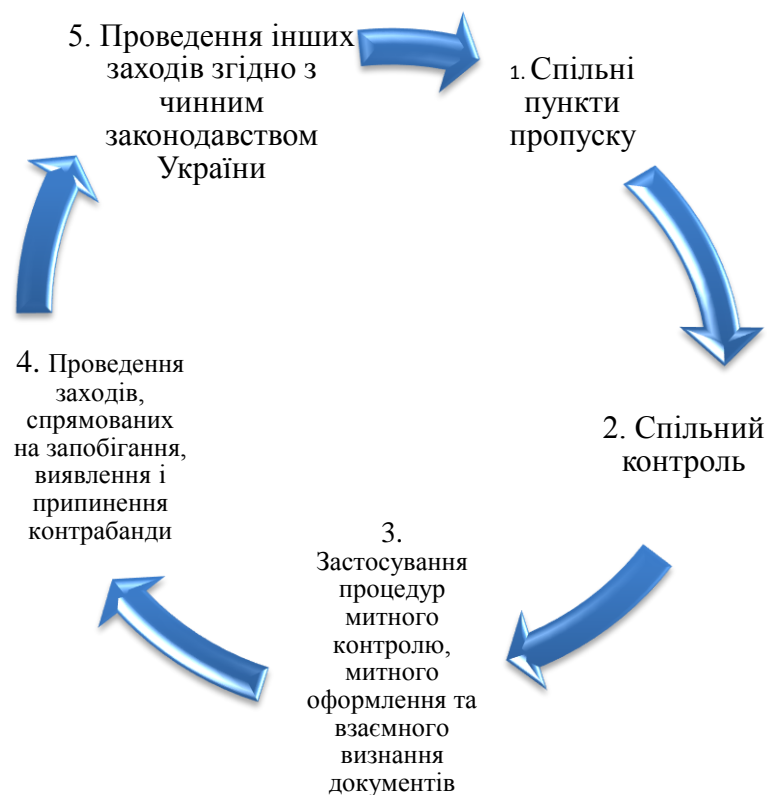 1. Спільні
пункти
пропуску
2. Спільний
контроль
3.
Застосування
процедур
митного
контролю,
митного
оформлення та
взаємного
визнання
документів
4. Проведення
заходів,
спрямованих
на запобігання,
виявлення і
припинення
контрабанди
5. Проведення інших
заходів згідно з
чинним
законодавством
України